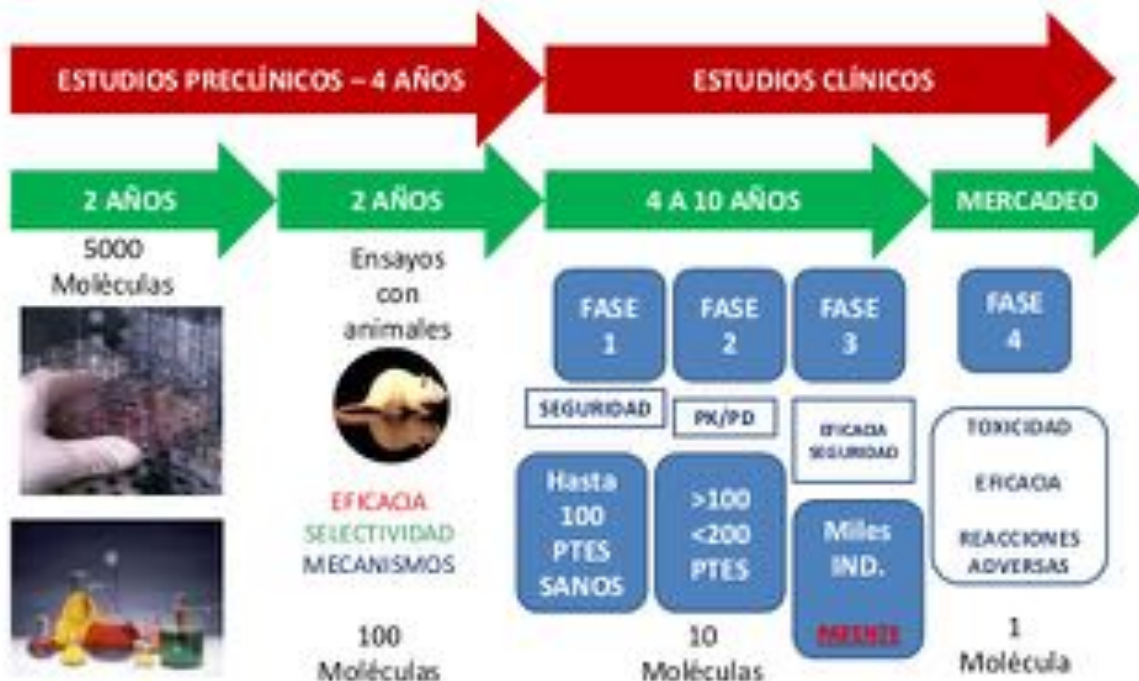 ESTUDIOS PRECLÍNICOS – 4 AÑOS
ESTUDIOS CLÍNICOS
2 AÑOS
2 AÑOS
4 A 10 AÑOS
MERCADEO
5000
Moléculas
Ensayos
con
animales
EFICACIA
SELECTIVIDAD
MECANISMOS
100
Moléculas
FASE
1
FASE
2
FASE
3
FASE
4
SEGURIDAD
PK/PD
EFICACIA
SEGURIDAD
Hasta
100
PTES
SANOS
>100
<200
PTES
Miles
IND.
10
Moléculas
TOXICIDAD
EFICACIA
REACCIONES
ADVERSAS
1
Molécula